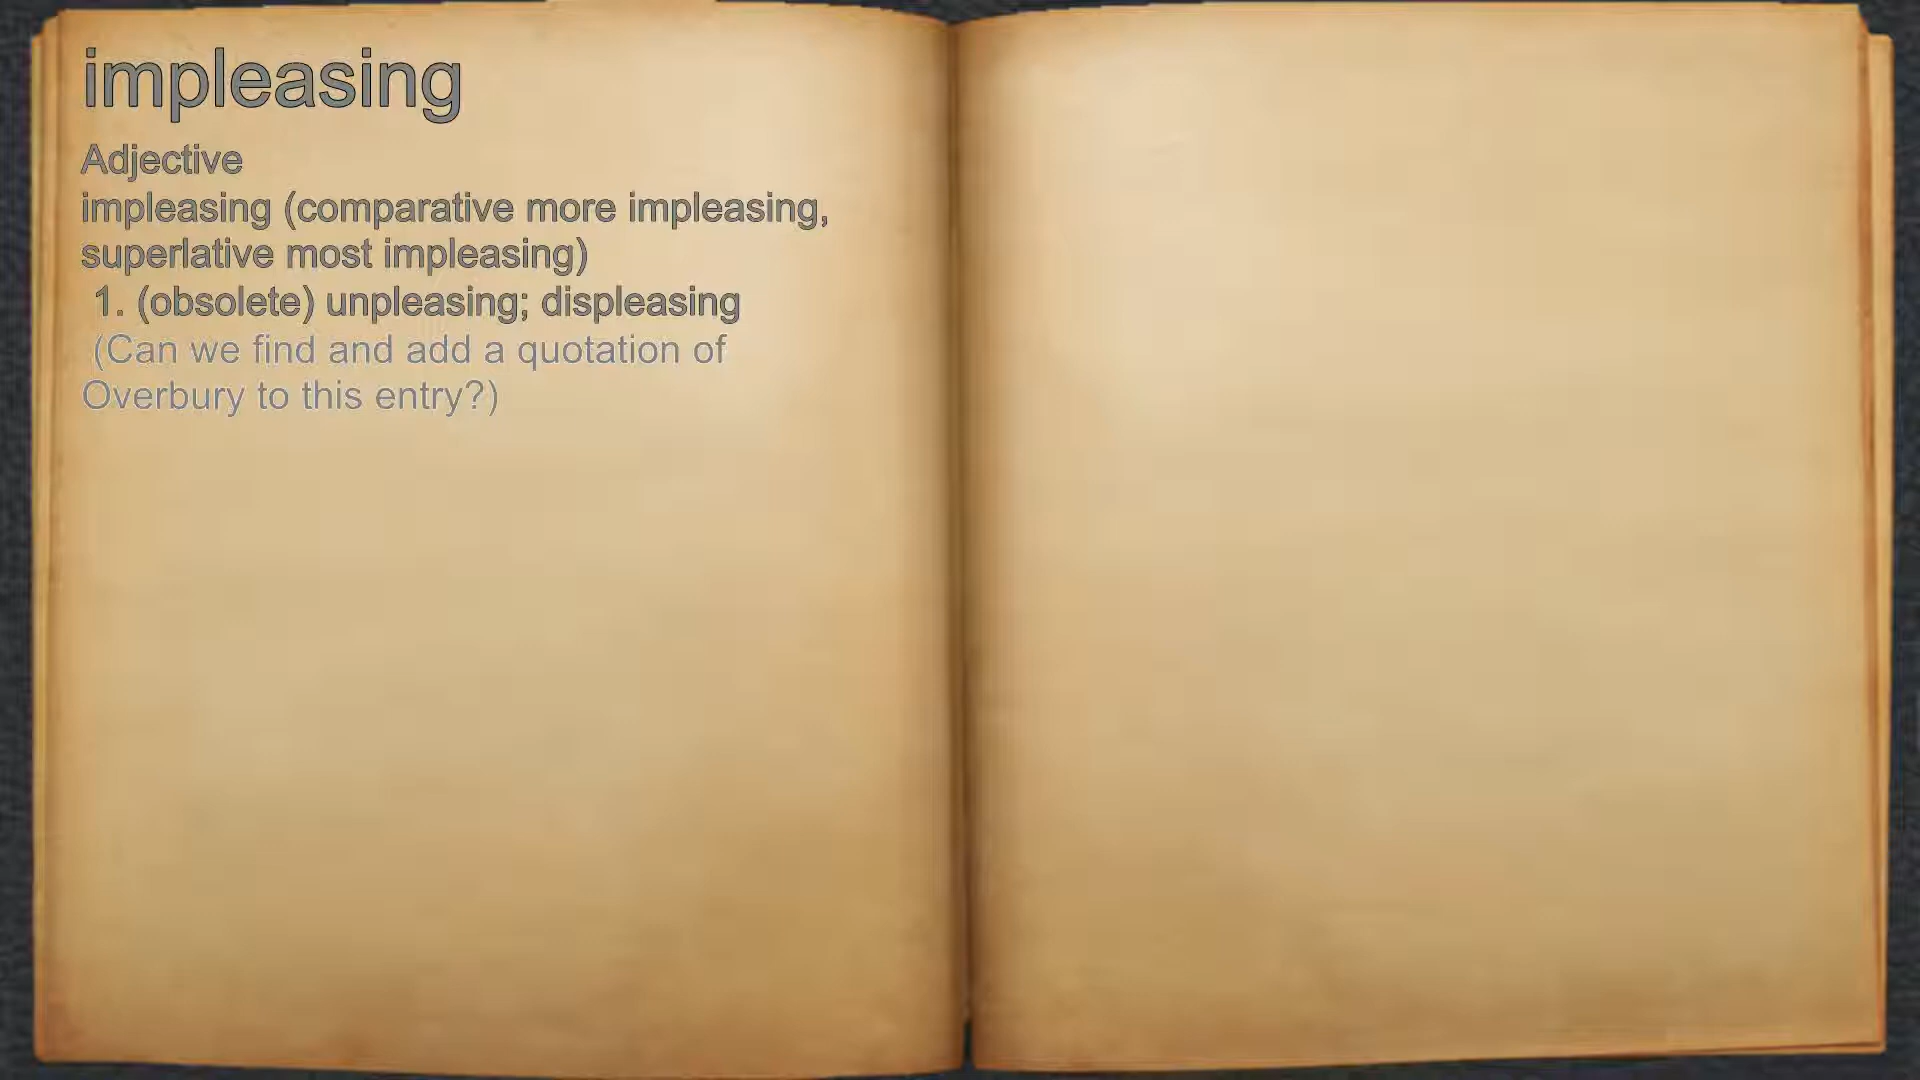 impleasing
Adjective
impleasing (comparative more impleasing,
superlative most impleasing)
1. (obsolete) unpleasing; displeasing
(Can we find and add a quotation of
Overbury to this entry?)